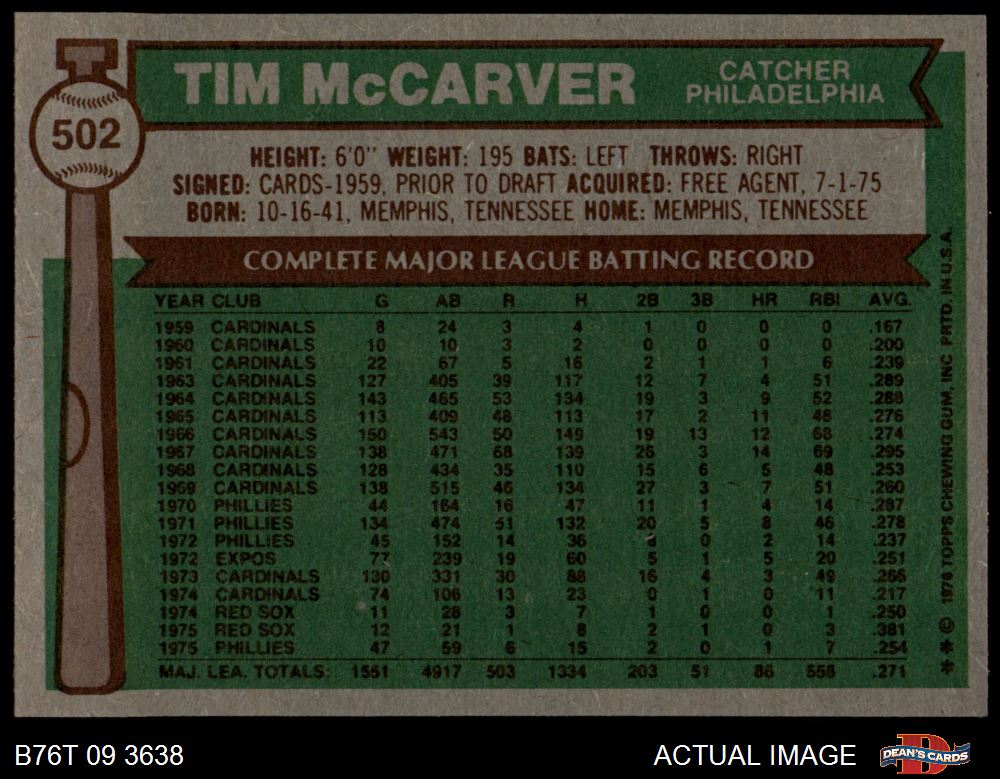 TIM McCARVER
CATCHER
PHILADELPHIA
502
HEIGHT: 6'0" WEIGHT: 195 BATS: LEFT THROWS: RIGHT
SIGNED: CARDS-1959, PRIOR TO DRAFT ACQUIRED: FREE AGENT, 7-1-75
BORN: 10-16-41, MEMPHIS, TENNESSEE HOME: MEMPHIS, TENNESSEE
COMPLETE MAJOR LEAGUE BATTING RECORD
YEAR CLUB G AB R H 2B 3B HR RBI AVG.
1959 CARDINALS 8 24 3 4 1 0 0 0 .167
1960 CARDINALS 10 10 3 2 0 0 0 0 .200
1961 CARDINALS 22 67 5 16 2 1 1 6 .239
1963 CARDINALS 127 405 39 117 12 7 4 51 .289
1964 CARDINALS 143 465 53 134 19 3 9 52 .288
1965 CARDINALS 113 409 48 113 17 2 11 48 .276
1966 CARDINALS 150 543 50 149 19 13 12 68 .274
1967 CARDINALS 138 471 68 139 26 3 14 69 .295
1968 CARDINALS 128 434 35 110 15 6 5 48 .253
1969 CARDINALS 138 515 46 134 27 3 7 51 .260
1970 PHILLIES 44 164 16 47 11 1 4 14 .287
1971 PHILLIES 134 474 51 132 20 5 8 46 .278
1972 PHILLIES 45 152 14 36 0 2 14 .237
1972 EXPOS 77 239 19 60 5 1 5 20 .251
1973 CARDINALS 130 331 30 88 16 4 3 49 .266
1974 CARDINALS 74 106 13 23 0 1 0 11 .217
1974 RED SOX 11 28 3 7 1 0 0 1 .250
1975 RED SOX 12 21 1 8 2 1 0 3 .381
1975 PHILLIES 47 59 6 15 2 0 1 7 .254
MAJ. LEA. TOTALS: 1551 4917 503 1334 203 51 86 558 .271
** © 1976 TOPPS CHEWING GUM, INC PRTD. IN U.S.A.
B76T 09 3638
ACTUAL IMAGE
DEAN'S CARDS